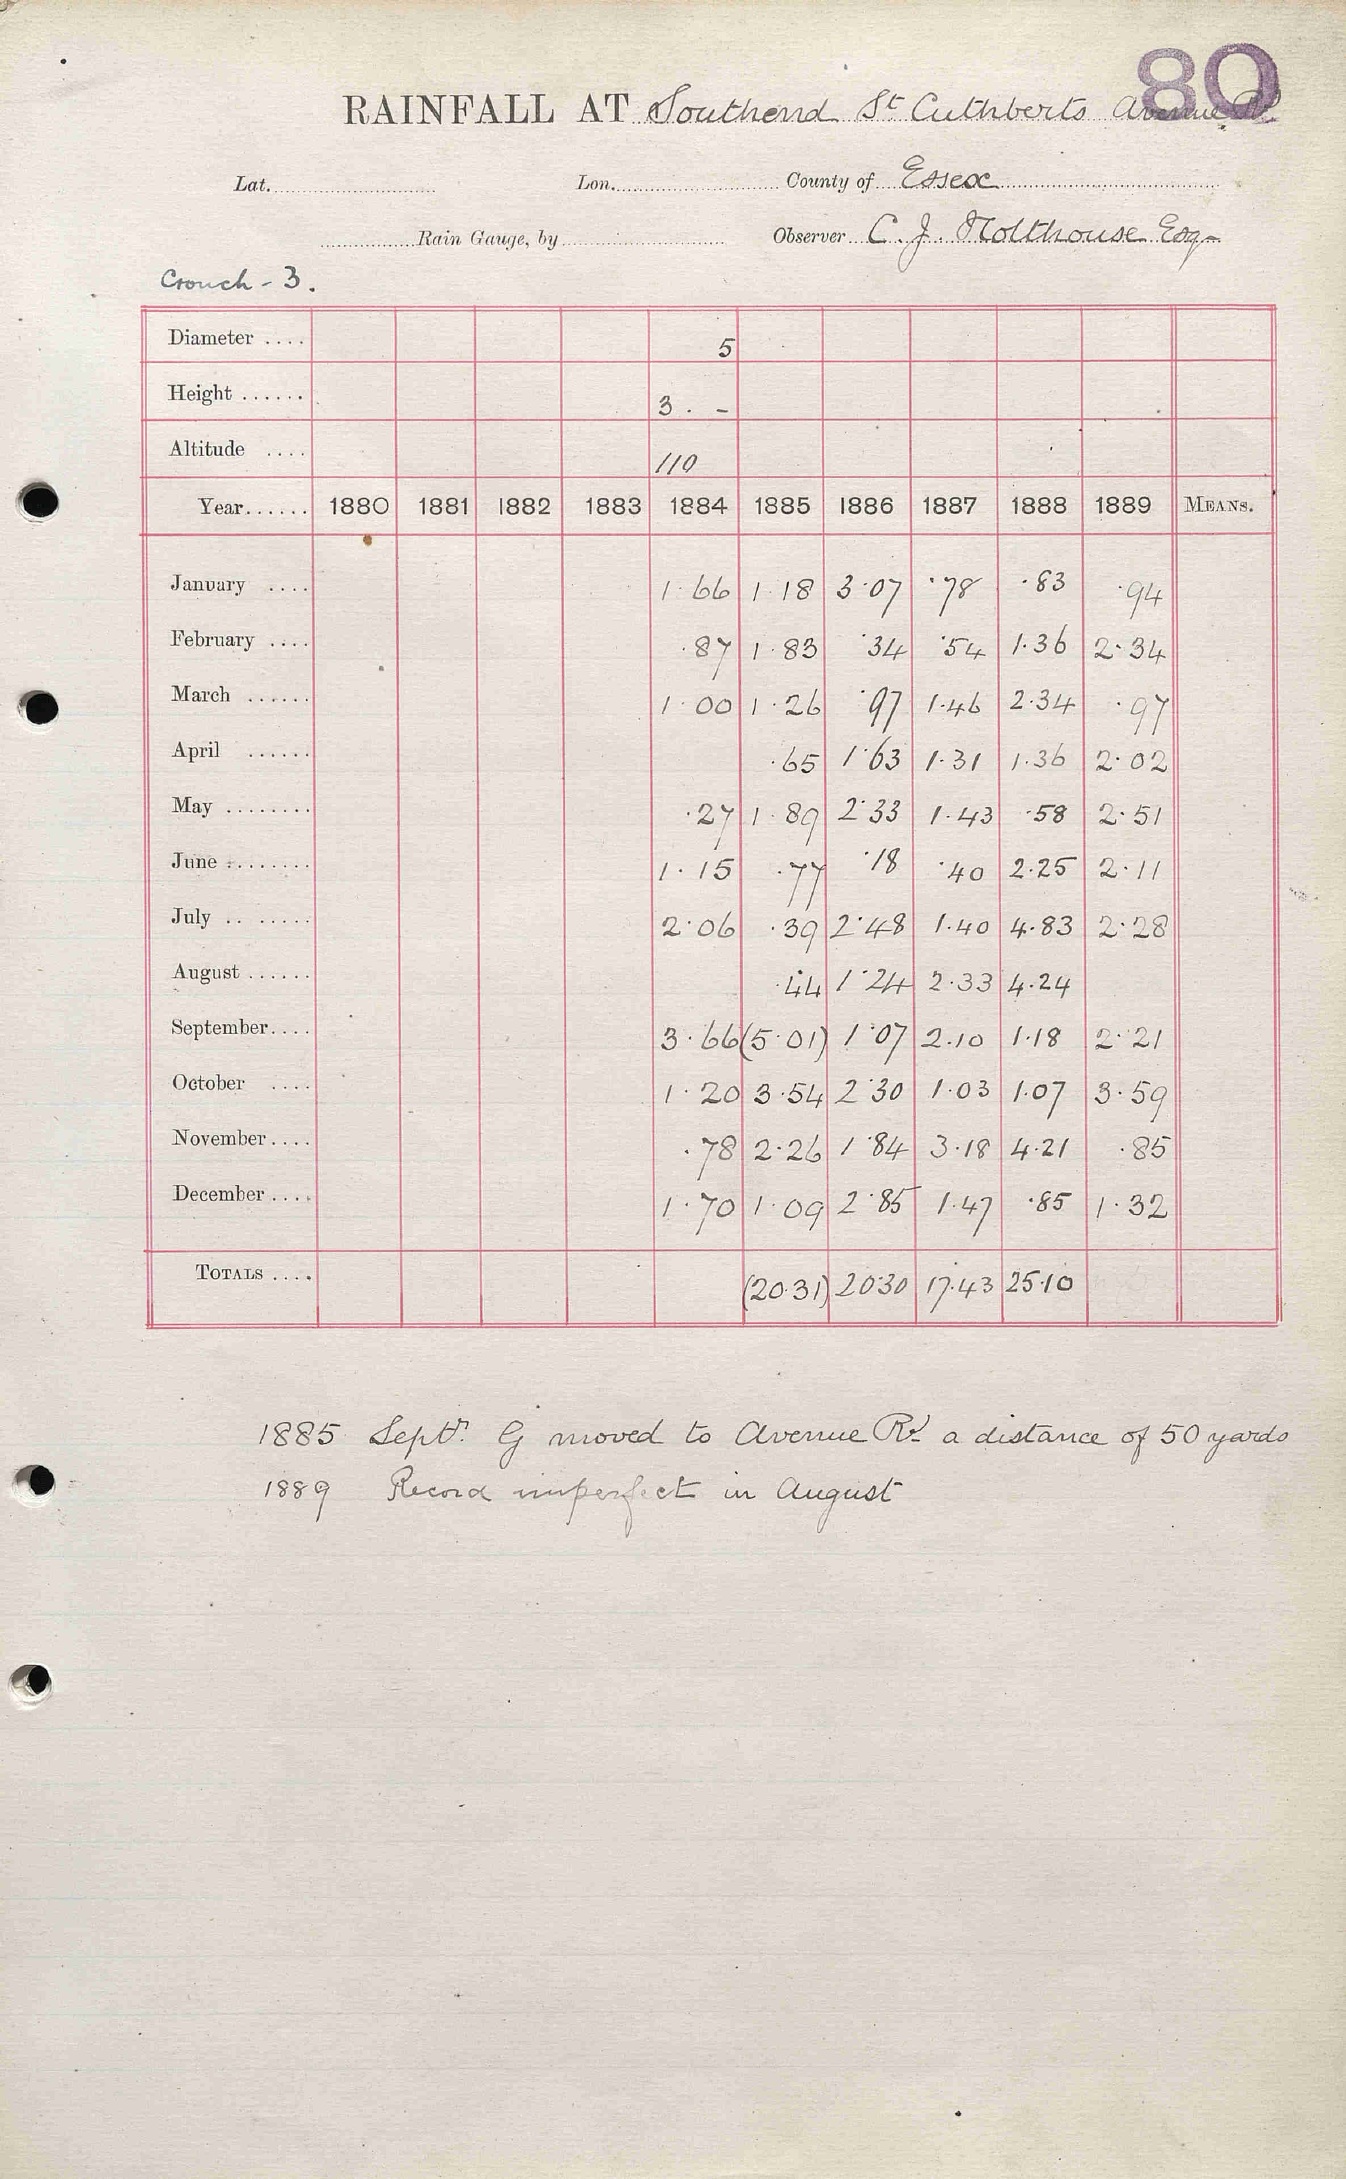 80
RAINFALL AT Southend St Cuthberts Avenue Rd
Lat. Lon. County of Essex
Rain Gauge, by Observer C. J. Molthouse Esq
Crouch - 3.
Diameter .... 5
Height ...... 3 . -
Altitude .... 110
Year...... 1880 1881 1882 1883 1884 1885 1886 1887 1888 1889 MEANS.
January .... 1.66 1.18 3.07 .78 .83 .94
February .... .87 1.83 .34 .54 1.36 2.34
March ...... 1.00 1.26 .97 1.46 2.34 .97
April ...... .65 1.63 1.31 1.36 2.02
May ........ .27 1.89 2.33 1.43 .58 2.51
June ........ 1.15 .77 .18 .40 2.25 2.11
July .. ..... 2.06 .39 2.48 1.40 4.83 2.28
August ...... .44 1.24 2.33 4.24
September.... 3.66 (5.01) 1.07 2.10 1.18 2.21
October .... 1.20 3.54 2.30 1.03 1.07 3.59
November.... .78 2.26 1.84 3.18 4.21 .85
December .... 1.70 1.09 2.85 1.47 .85 1.32
TOTALS .... (20.31) 20.30 17.43 25.10
1885 Septr. G moved to Avenue Rd a distance of 50 yards
1889 Record imperfect in August